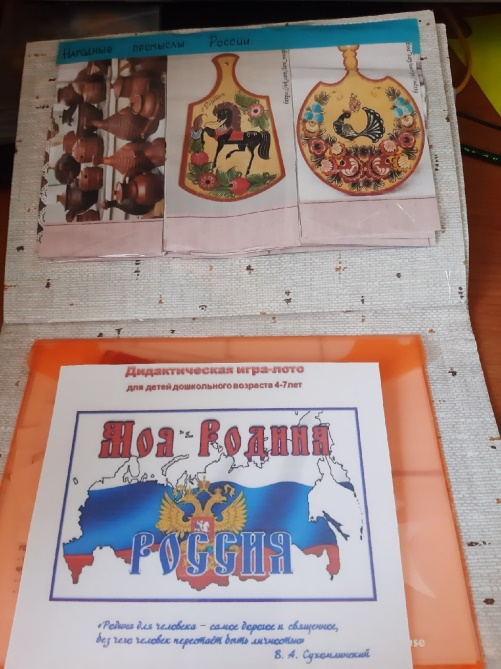 Народные промыслы России
Дидактическая игра-лото
для детей дошкольного возраста 4-7лет
Моя Родина
РОССИЯ
«Родина для человека – самое дорогое и священное,
без чего человек перестаёт быть личностью»
В. А. Сухомлинский